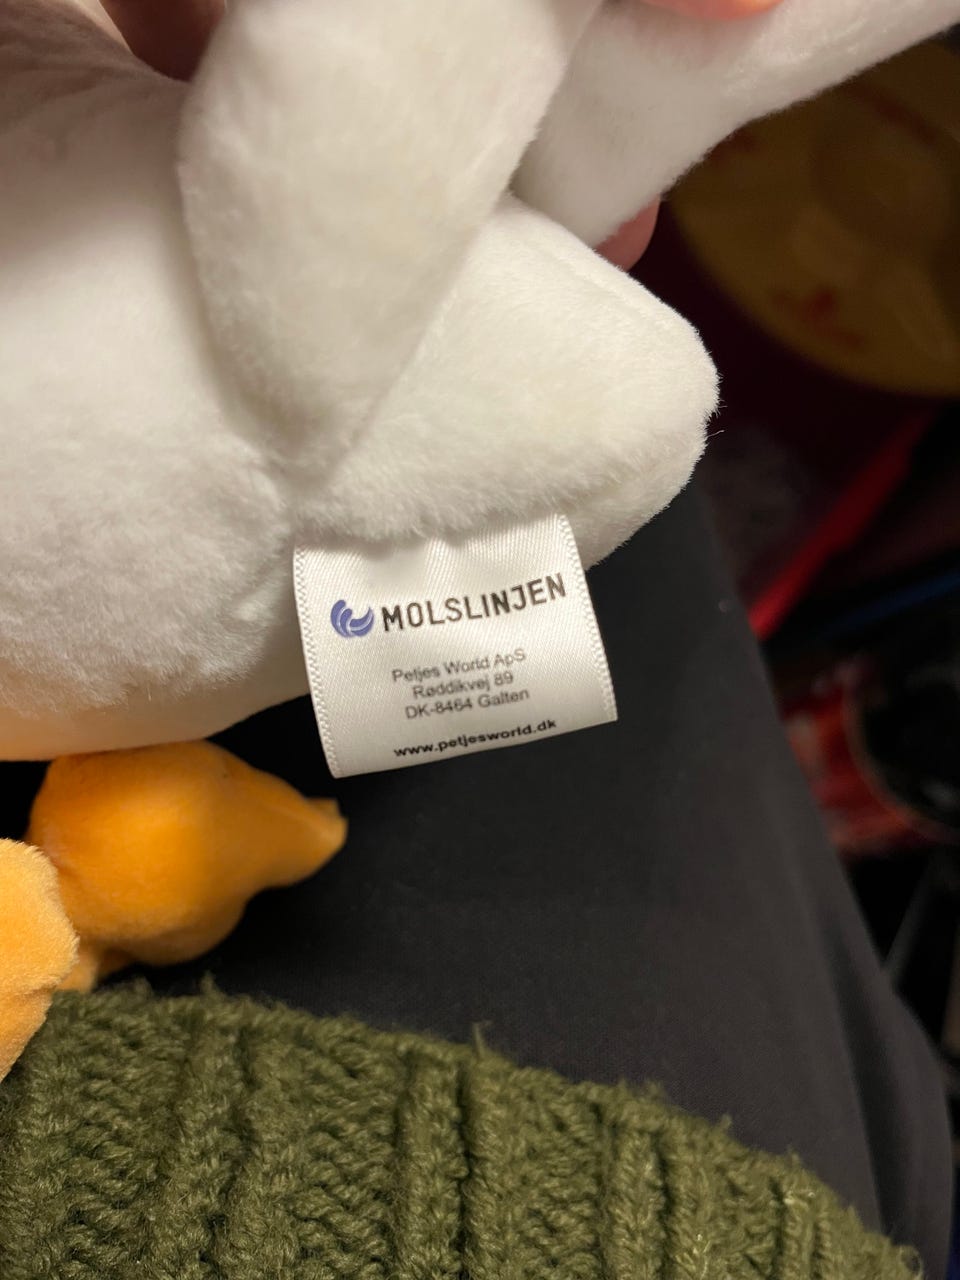 MOLSLINJEN
Petjes World ApS
Røddikvej 89
DK-8464 Galten
www.petjesworld.dk